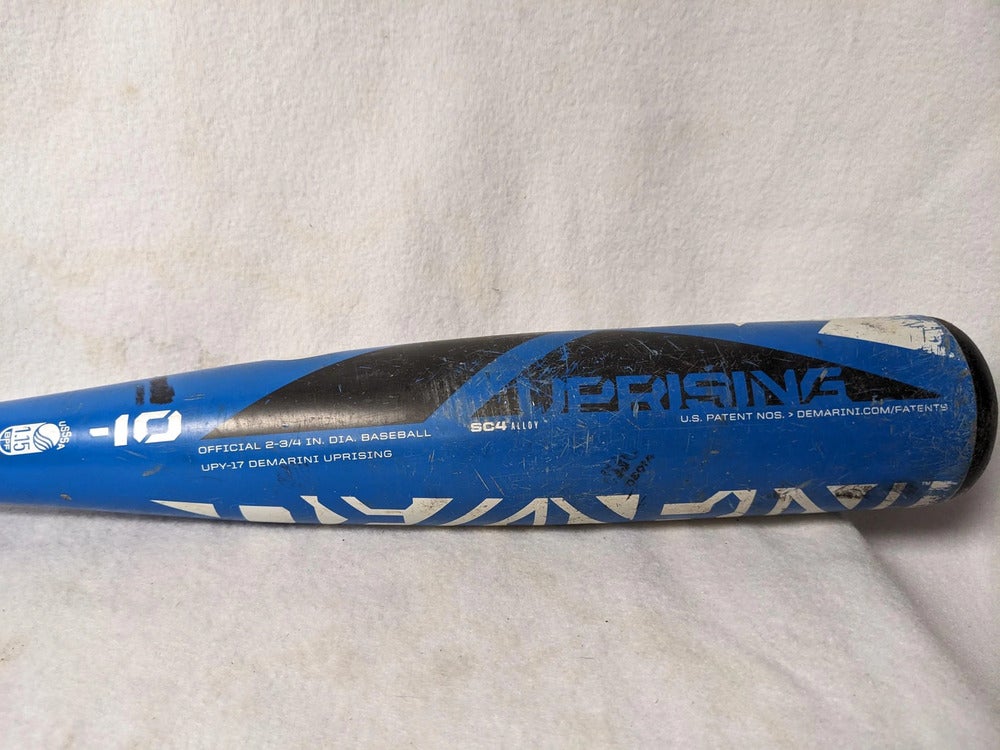 USSSA
1.15
BPF
-10
OFFICIAL 2-3/4 IN. DIA. BASEBALL
UPY-17 DEMARINI UPRISING
SC4 ALLOY
UPRISING
U.S. PATENT NOS. > DEMARINI.COM/PATENTS